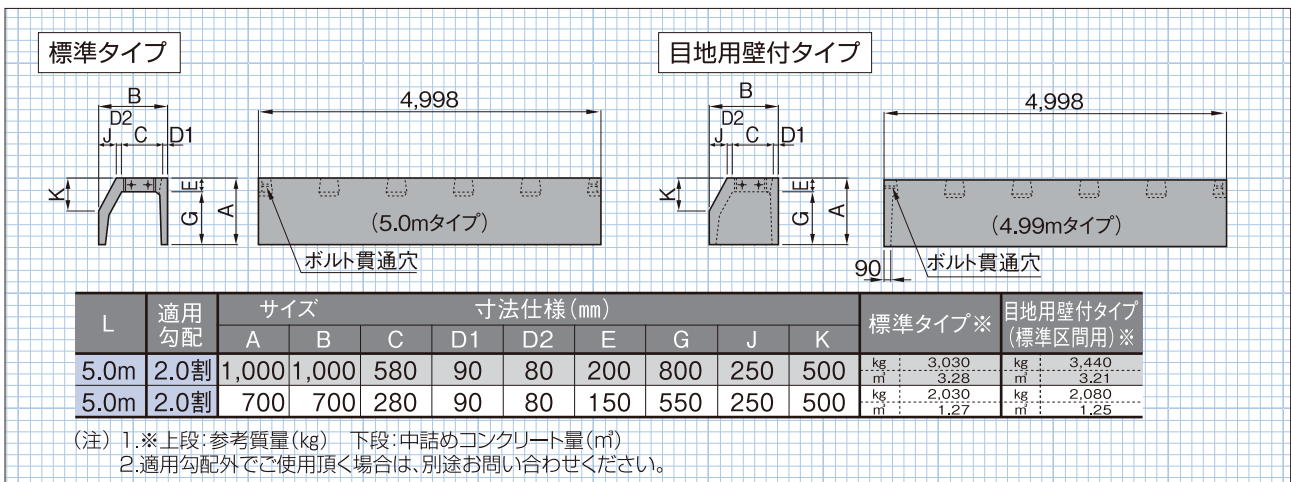 標準タイプ
B
D2
J C D1
K
E
G
A
4,998
(5.0mタイプ)
ボルト貫通穴
目地用壁付タイプ
B
D2
J C D1
K
E
G
A
4,998
(4.99mタイプ)
90
ボルト貫通穴
L 適用勾配 サイズ 寸法仕様(㎜) 標準タイプ※ 目地用壁付タイプ(標準区間用)※
A B C D1 D2 E G J K
5.0m 2.0割 1,000 1,000 580 90 80 200 800 250 500 kg 3,030 kg 3,440
㎥ 3.28 ㎥ 3.21
5.0m 2.0割 700 700 280 90 80 150 550 250 500 kg 2,030 kg 2,080
㎥ 1.27 ㎥ 1.25
(注) 1.※上段:参考質量(kg) 下段:中詰めコンクリート量(㎥)
2.適用勾配外でご使用頂く場合は、別途お問い合わせください。